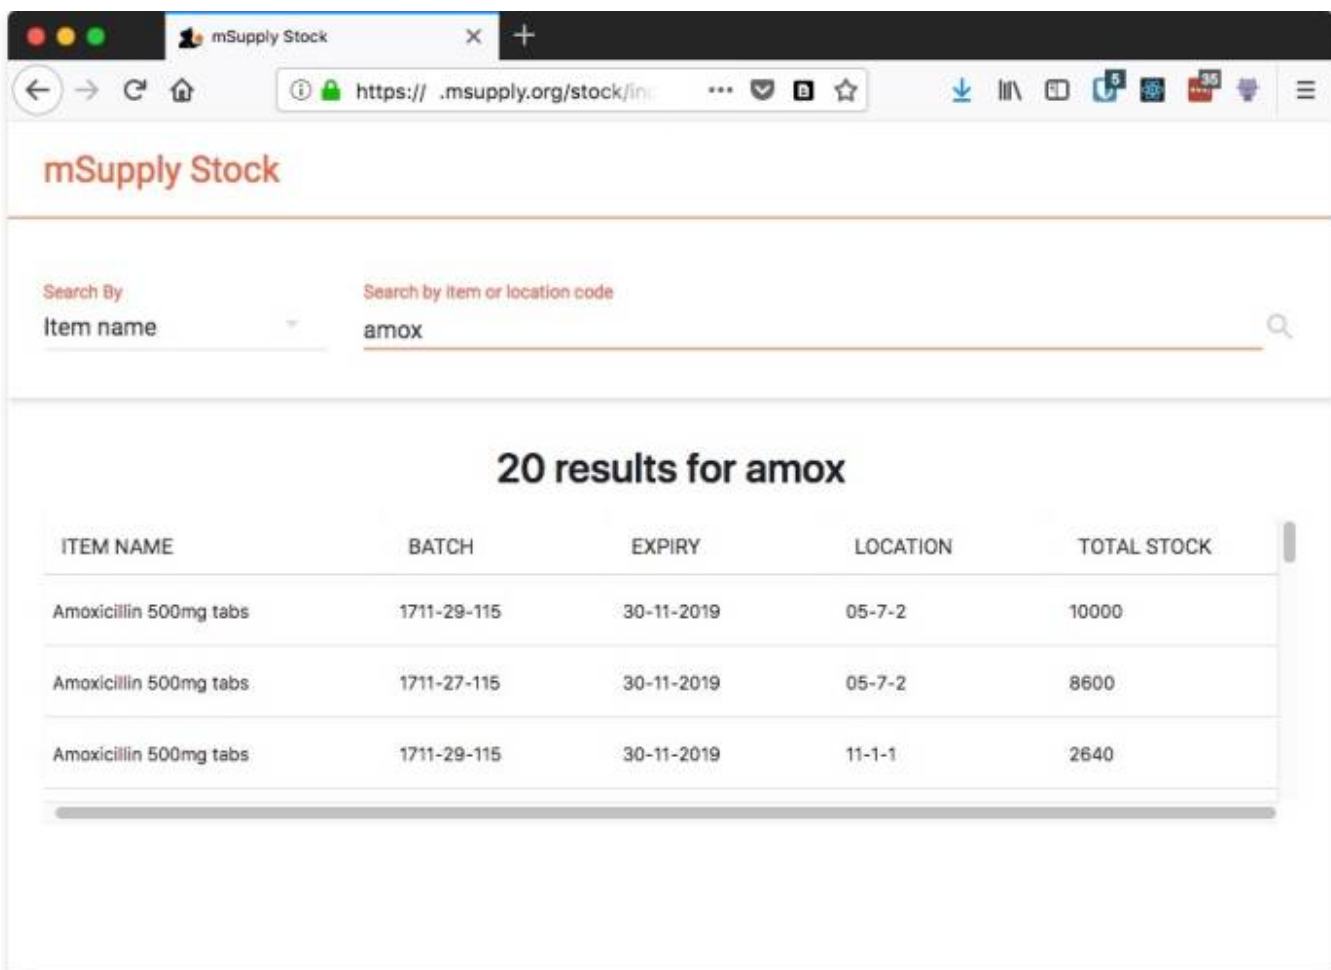 mSupply Stock
https:// .msupply.org/stock/in
5
35
mSupply Stock
Search By
Search by item or location code
Item name
amox
20 results for amox
ITEM NAME BATCH EXPIRY LOCATION TOTAL STOCK
Amoxicillin 500mg tabs 1711-29-115 30-11-2019 05-7-2 10000
Amoxicillin 500mg tabs 1711-27-115 30-11-2019 05-7-2 8600
Amoxicillin 500mg tabs 1711-29-115 30-11-2019 11-1-1 2640